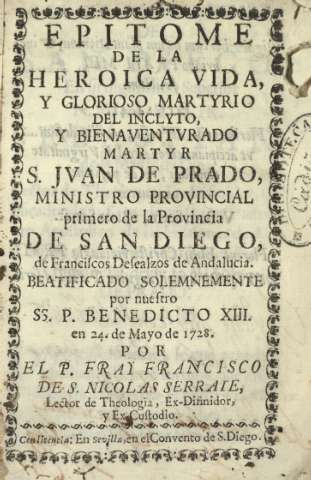 EPITOME
DE LA
HEROICA VIDA,
Y GLORIOSO MARTYRIO
DEL INCLYTO,
Y BIENAVENTURADO
MARTYR
S. JVAN DE PRADO,
MINISTRO PROVINCIAL
primero de la Provincia
DE SAN DIEGO,
de Franciscos Descalzos de Andalucia.
BEATIFICADO SOLEMNEMENTE
por nuestro
SS. P. BENEDICTO XIII.
en 24. de Mayo de 1728.
POR
EL P. FRAY FRANCISCO
DE S. NICOLAS SERRATE,
Lector de Theologia, Ex-Difinidor,
y Ex-Custodio.
Con licencia: En Sevilla, en el Convento de S. Diego.